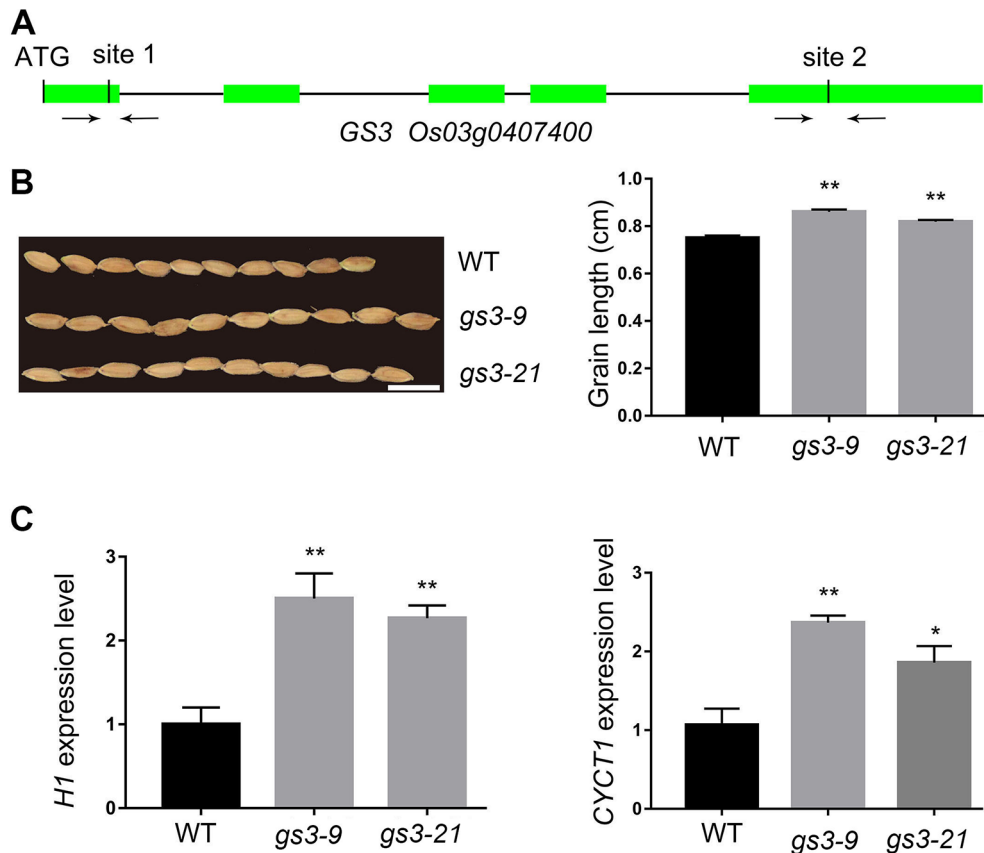 A
ATG site 1 site 2
GS3 Os03g0407400
B
WT
gs3-9
gs3-21
Grain length (cm)
1.0
0.8
0.6
0.4
0.2
0.0
** **
WT gs3-9 gs3-21
C
H1 expression level
3
2
1
0
** **
WT gs3-9 gs3-21
CYCT1 expression level
3
2
1
0
** *
WT gs3-9 gs3-21